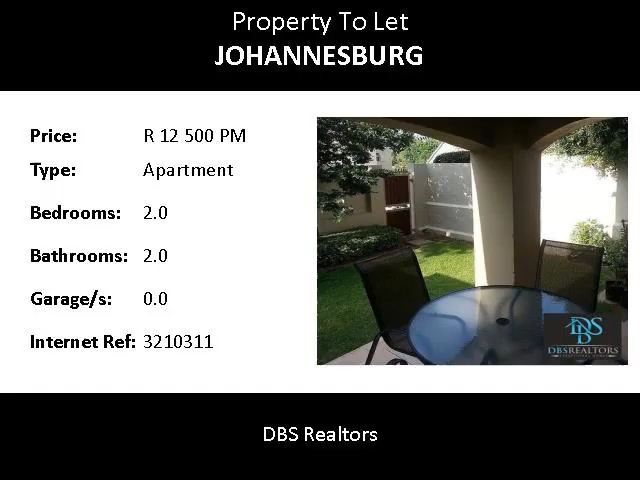 Property To Let
JOHANNESBURG
Price: R 12 500 PM
Type: Apartment
Bedrooms: 2.0
Bathrooms: 2.0
Garage/s: 0.0
Internet Ref: 3210311
DBS
DBSREALTORS
DBS Realtors